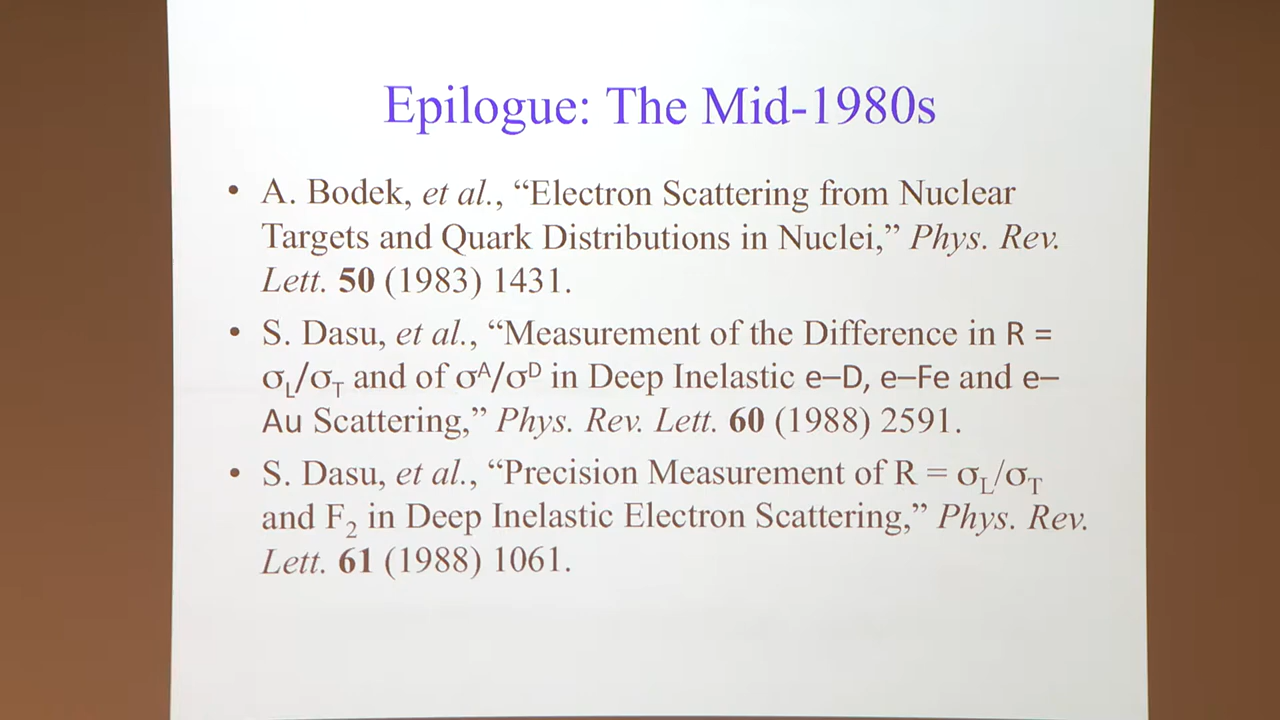 Epilogue: The Mid-1980s
• A. Bodek, et al., “Electron Scattering from Nuclear
Targets and Quark Distributions in Nuclei,” Phys. Rev.
Lett. 50 (1983) 1431.
• S. Dasu, et al., “Measurement of the Difference in R =
σL/σT and of σA/σD in Deep Inelastic e–D, e–Fe and e–
Au Scattering,” Phys. Rev. Lett. 60 (1988) 2591.
• S. Dasu, et al., “Precision Measurement of R = σL/σT
and F2 in Deep Inelastic Electron Scattering,” Phys. Rev.
Lett. 61 (1988) 1061.